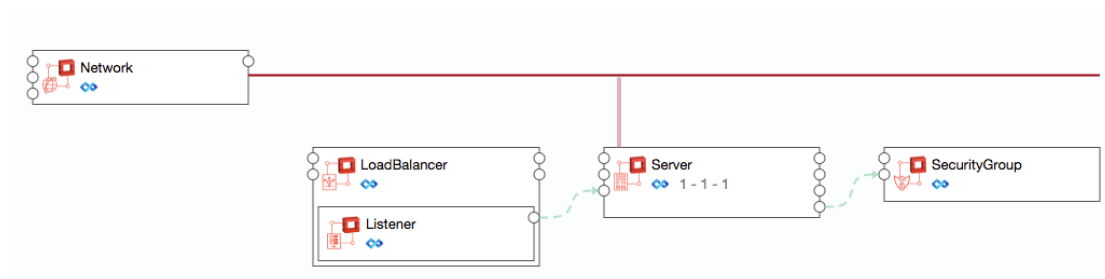 Network
LoadBalancer
Server
SecurityGroup
1 - 1 - 1
Listener